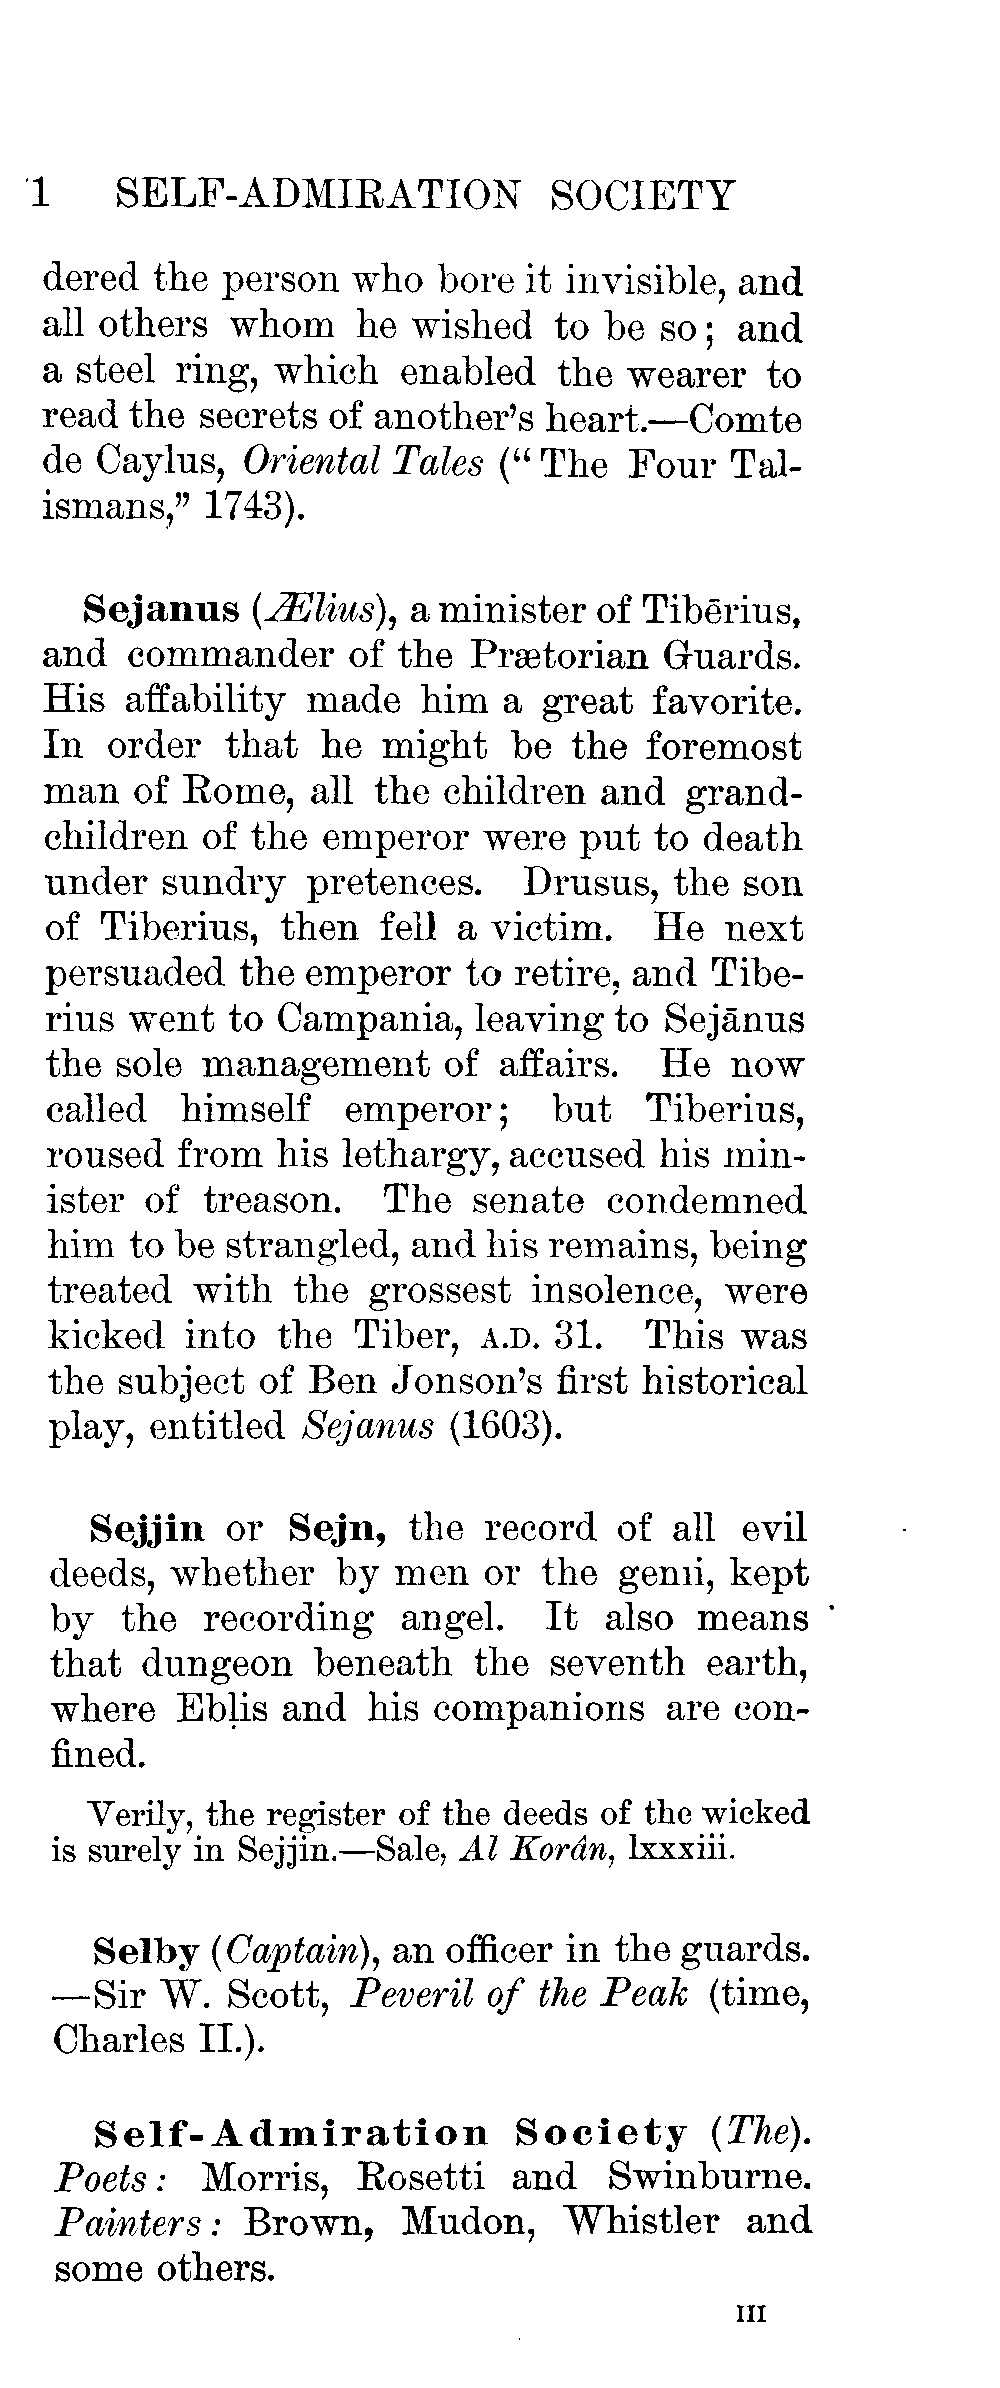 1 SELF-ADMIRATION SOCIETY
dered the person who bore it invisible, and
all others whom he wished to be so; and
a steel ring, which enabled the wearer to
read the secrets of another's heart.—Comte
de Caylus, Oriental Tales (“The Four Tal-
ismans,” 1743).
Sejanus (Ælius), a minister of Tibērius,
and commander of the Prætorian Guards.
His affability made him a great favorite.
In order that he might be the foremost
man of Rome, all the children and grand-
children of the emperor were put to death
under sundry pretences. Drusus, the son
of Tiberius, then fell a victim. He next
persuaded the emperor to retire, and Tibe-
rius went to Campania, leaving to Sejānus
the sole management of affairs. He now
called himself emperor; but Tiberius,
roused from his lethargy, accused his min-
ister of treason. The senate condemned
him to be strangled, and his remains, being
treated with the grossest insolence, were
kicked into the Tiber, A.D. 31. This was
the subject of Ben Jonson's first historical
play, entitled Sejanus (1603).
Sejjin or Sejn, the record of all evil
deeds, whether by men or the genii, kept
by the recording angel. It also means
that dungeon beneath the seventh earth,
where Eblis and his companions are con-
fined.
Verily, the register of the deeds of the wicked
is surely in Sejjin.—Sale, Al Korân, lxxxiii.
Selby (Captain), an officer in the guards.
—Sir W. Scott, Peveril of the Peak (time,
Charles II.).
Self-Admiration Society (The).
Poets: Morris, Rosetti and Swinburne.
Painters: Brown, Mudon, Whistler and
some others.
III